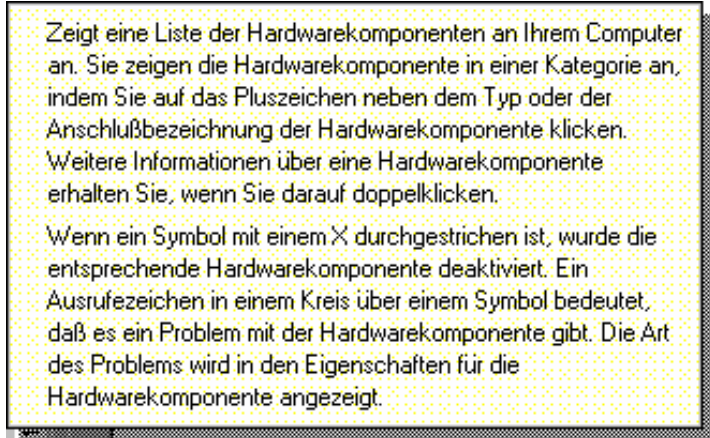 Zeigt eine Liste der Hardwarekomponenten an Ihrem Computer
an. Sie zeigen die Hardwarekomponente in einer Kategorie an,
indem Sie auf das Pluszeichen neben dem Typ oder der
Anschlußbezeichnung der Hardwarekomponente klicken.
Weitere Informationen über eine Hardwarekomponente
erhalten Sie, wenn Sie darauf doppelklicken.
Wenn ein Symbol mit einem X durchgestrichen ist, wurde die
entsprechende Hardwarekomponente deaktiviert. Ein
Ausrufezeichen in einem Kreis über einem Symbol bedeutet,
daß es ein Problem mit der Hardwarekomponente gibt. Die Art
des Problems wird in den Eigenschaften für die
Hardwarekomponente angezeigt.